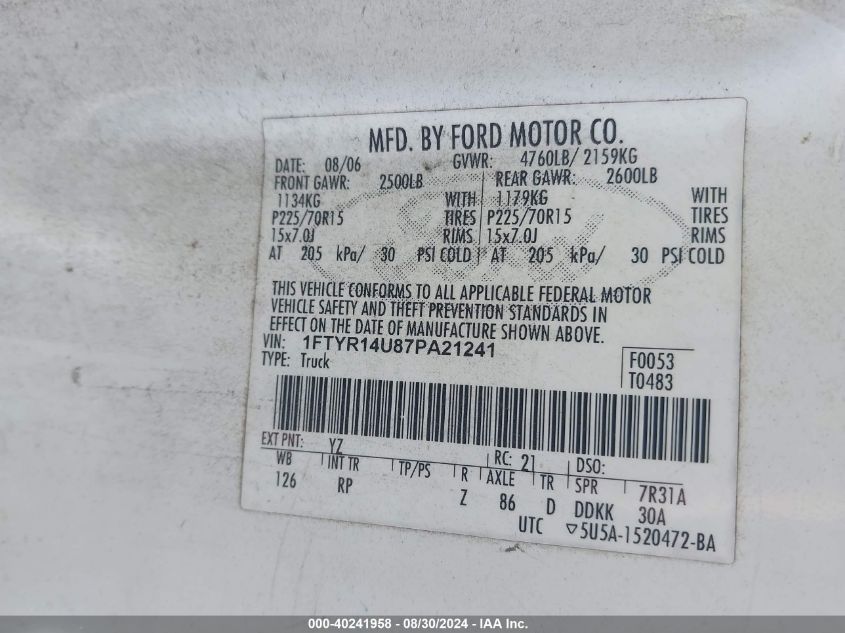 MFD. BY FORD MOTOR CO.
DATE: 08/06 GVWR: 4760LB/ 2159KG
FRONT GAWR: 2500LB REAR GAWR: 2600LB
1134KG WITH 1179KG WITH
P225/70R15 TIRES P225/70R15 TIRES
15x7.0J RIMS 15x7.0J RIMS
AT 205 kPa/ 30 PSI COLD AT 205 kPa/ 30 PSI COLD
THIS VEHICLE CONFORMS TO ALL APPLICABLE FEDERAL MOTOR
VEHICLE SAFETY AND THEFT PREVENTION STANDARDS IN
EFFECT ON THE DATE OF MANUFACTURE SHOWN ABOVE.
VIN: 1FTYR14U87PA21241
TYPE: Truck
F0053
T0483
EXT PNT: YZ RC: 21 DSO:
WB INT TR TP/PS R AXLE TR SPR 7R31A
126 RP Z 86 D DDKK 30A
UTC ▽5U5A-1520472-BA
000-40241958 - 08/30/2024 - IAA Inc.